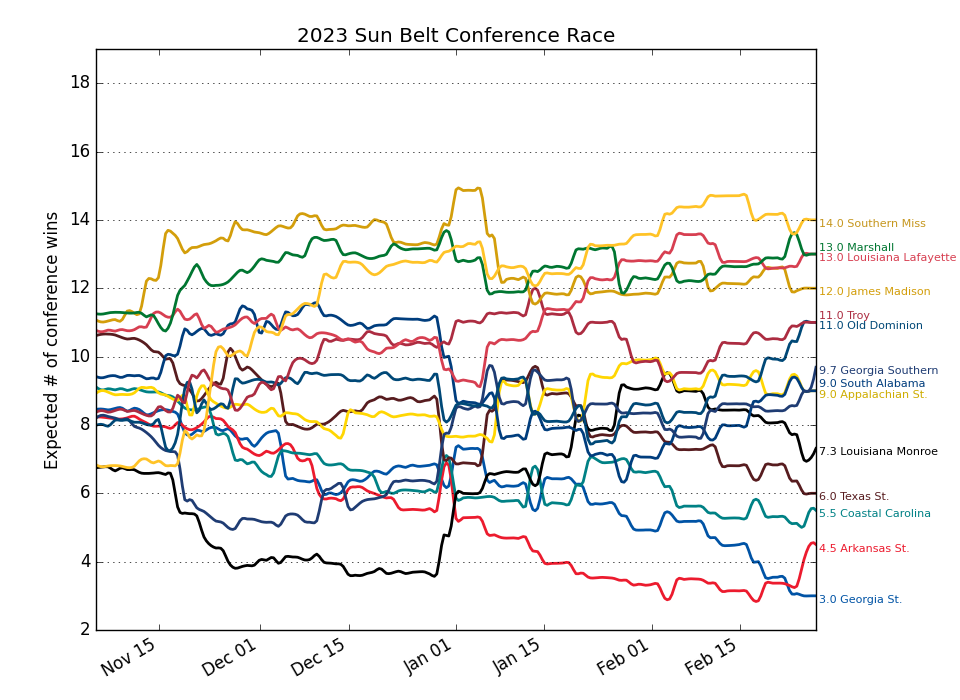 2023 Sun Belt Conference Race
Expected # of conference wins
18
16
14
12
10
8
6
4
2
Nov 15
Dec 01
Dec 15
Jan 01
Jan 15
Feb 01
Feb 15
14.0 Southern Miss
13.0 Marshall
13.0 Louisiana Lafayette
12.0 James Madison
11.0 Troy
11.0 Old Dominion
9.7 Georgia Southern
9.0 South Alabama
9.0 Appalachian St.
7.3 Louisiana Monroe
6.0 Texas St.
5.5 Coastal Carolina
4.5 Arkansas St.
3.0 Georgia St.